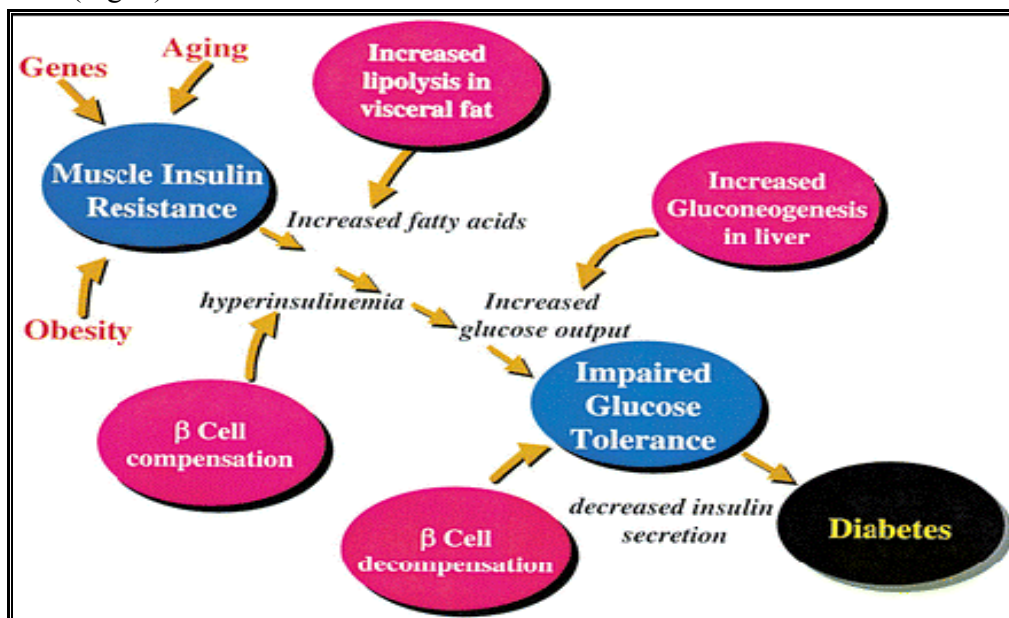 Genes
Aging
Increased
lipolysis in
visceral fat
Muscle Insulin
Resistance
Increased fatty acids
Increased
Gluconeogenesis
in liver
Obesity
hyperinsulinemia
Increased
glucose output
β Cell
compensation
Impaired
Glucose
Tolerance
β Cell
decompensation
decreased insulin
secretion
Diabetes